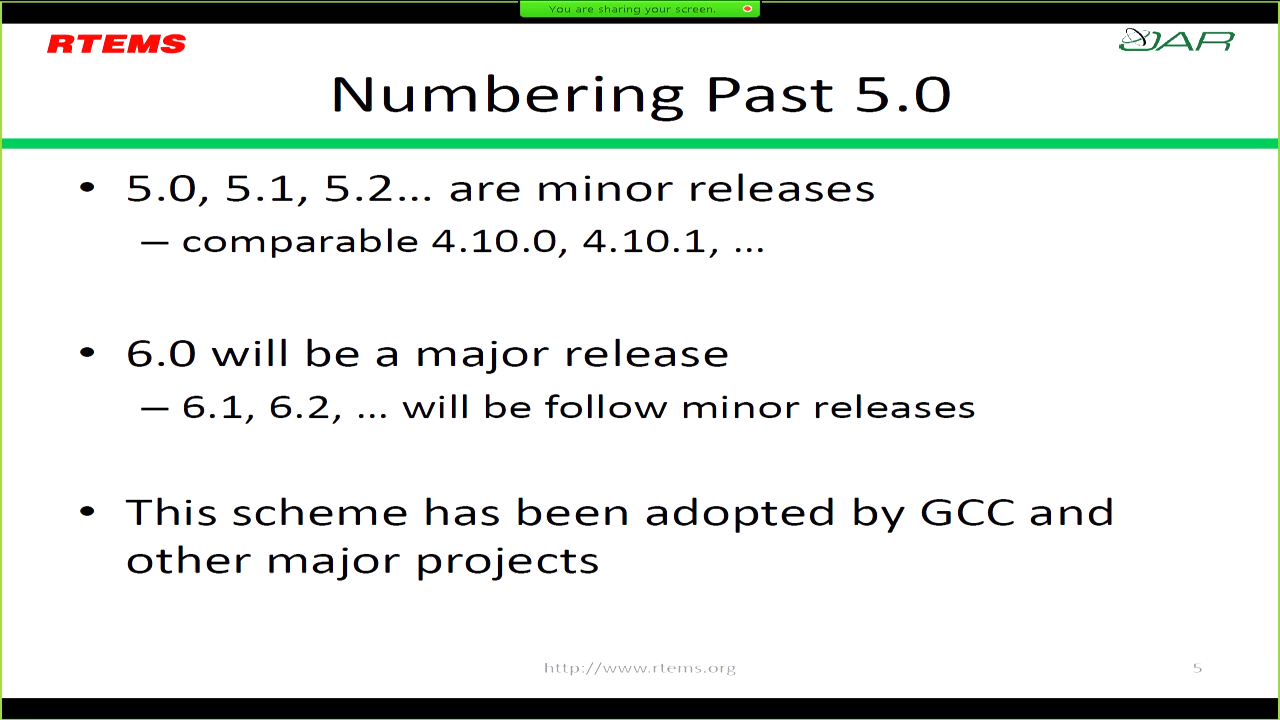 You are sharing your screen.
RTEMS
OAR
Numbering Past 5.0
• 5.0, 5.1, 5.2... are minor releases
– comparable 4.10.0, 4.10.1, ...
• 6.0 will be a major release
– 6.1, 6.2, ... will be follow minor releases
• This scheme has been adopted by GCC and
other major projects
http://www.rtems.org
5